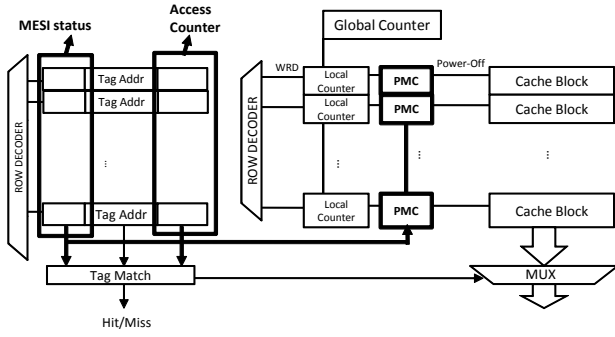 MESI status
Access
Counter
Global Counter
ROW DECODER
Tag Addr
Tag Addr
...
Tag Addr
Tag Match
Hit/Miss
ROW DECODER
WRD
Local
Counter
PMC
Power-Off
Cache Block
Local
Counter
PMC
Cache Block
...
...
...
Local
Counter
PMC
Cache Block
MUX